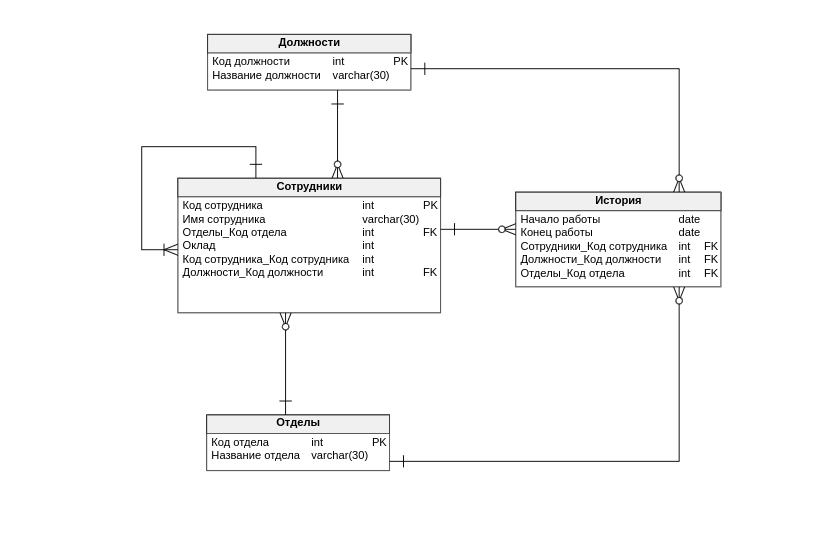 Должности
Код должности int PK
Название должности varchar(30)
Сотрудники
Код сотрудника int PK
Имя сотрудника varchar(30)
Отделы_Код отдела int FK
Оклад int
Код сотрудника_Код сотрудника int
Должности_Код должности int FK
История
Начало работы date
Конец работы date
Сотрудники_Код сотрудника int FK
Должности_Код должности int FK
Отделы_Код отдела int FK
Отделы
Код отдела int PK
Название отдела varchar(30)